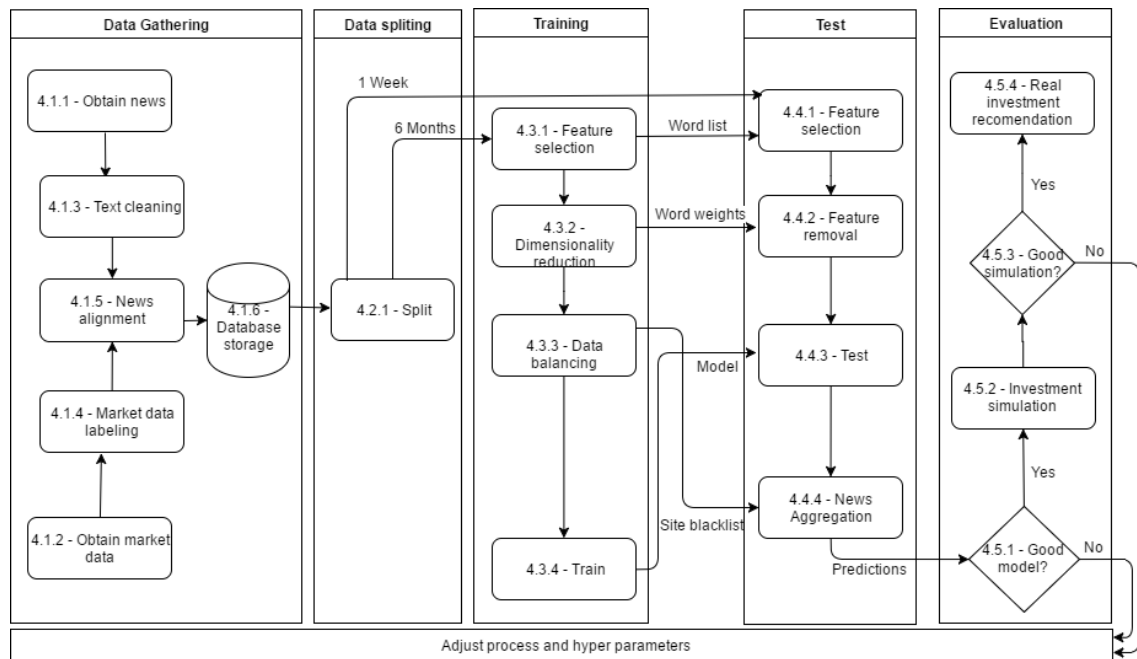 Data Gathering
4.1.1 - Obtain news
4.1.3 - Text cleaning
4.1.5 - News
alignment
4.1.6 -
Database
storage
4.1.4 - Market data
labeling
4.1.2 - Obtain market
data
Data spliting
1 Week
6 Months
4.2.1 - Split
Training
4.3.1 - Feature
selection
4.3.2 -
Dimensionality
reduction
4.3.3 - Data
balancing
4.3.4 - Train
Word list
Word weights
Model
Site blacklist
Test
4.4.1 - Feature
selection
4.4.2 - Feature
removal
4.4.3 - Test
4.4.4 - News
Aggregation
Predictions
Evaluation
4.5.4 - Real
investment
recomendation
Yes
4.5.3 - Good
simulation?
No
4.5.2 - Investment
simulation
Yes
4.5.1 - Good
model?
No
Adjust process and hyper parameters